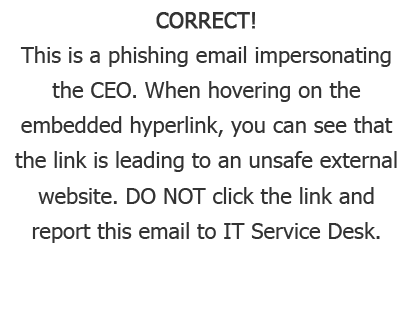 CORRECT!
This is a phishing email impersonating
the CEO. When hovering on the
embedded hyperlink, you can see that
the link is leading to an unsafe external
website. DO NOT click the link and
report this email to IT Service Desk.